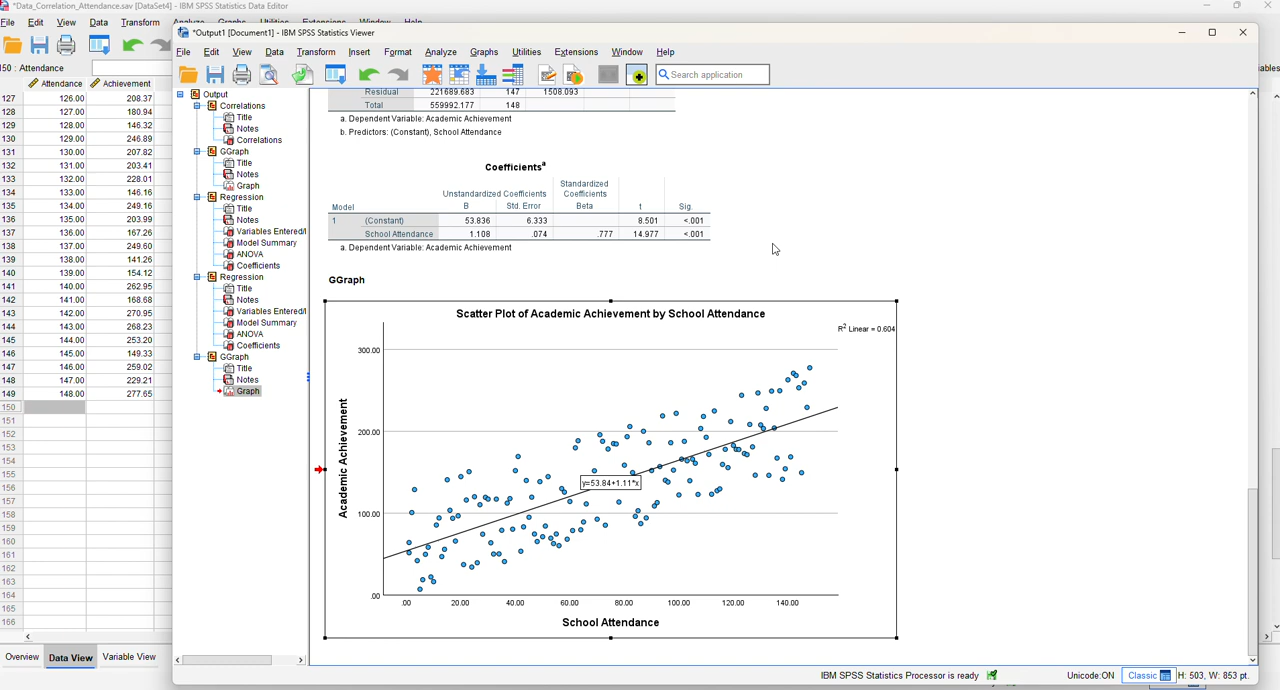 *Data_Correlation_Attendance.sav [DataSet4] - IBM SPSS Statistics Data Editor
File Edit View Data Transform Analyze Graphs Utilities Extensions Window Help
*Output1 [Document1] - IBM SPSS Statistics Viewer
File Edit View Data Transform Insert Format Analyze Graphs Utilities Extensions Window Help
Search application
150 : Attendance
Attendance Achievement
127 126.00 208.37
128 127.00 180.94
129 128.00 146.32
130 129.00 246.89
131 130.00 207.82
132 131.00 203.41
133 132.00 228.01
134 133.00 146.16
135 134.00 249.16
136 135.00 203.99
137 136.00 167.26
138 137.00 249.60
139 138.00 141.26
140 139.00 154.12
141 140.00 262.95
142 141.00 168.68
143 142.00 270.95
144 143.00 268.23
145 144.00 253.20
146 145.00 149.33
147 146.00 259.02
148 147.00 229.21
149 148.00 277.65
150
151
152
153
154
155
156
157
158
159
160
161
162
163
164
165
166
Overview Data View Variable View
Output
Correlations
Title
Notes
Correlations
GGraph
Title
Notes
Graph
Regression
Title
Notes
Variables Entered/
Model Summary
ANOVA
Coefficients
Regression
Title
Notes
Variables Entered/
Model Summary
ANOVA
Coefficients
GGraph
Title
Notes
Graph
Residual 221689.683 147 1508.093
Total 559992.177 148
a. Dependent Variable: Academic Achievement
b. Predictors: (Constant), School Attendance
Coefficientsa
Unstandardized Coefficients Standardized Coefficients
Model B Std. Error Beta t Sig.
1 (Constant) 53.836 6.333 8.501 <.001
School Attendance 1.108 .074 .777 14.977 <.001
a. Dependent Variable: Academic Achievement
GGraph
Scatter Plot of Academic Achievement by School Attendance
R2 Linear = 0.604
300.00
200.00
100.00
.00
Academic Achievement
y=53.84+1.11*x
.00 20.00 40.00 60.00 80.00 100.00 120.00 140.00
School Attendance
IBM SPSS Statistics Processor is ready Unicode:ON Classic H: 503, W: 853 pt.